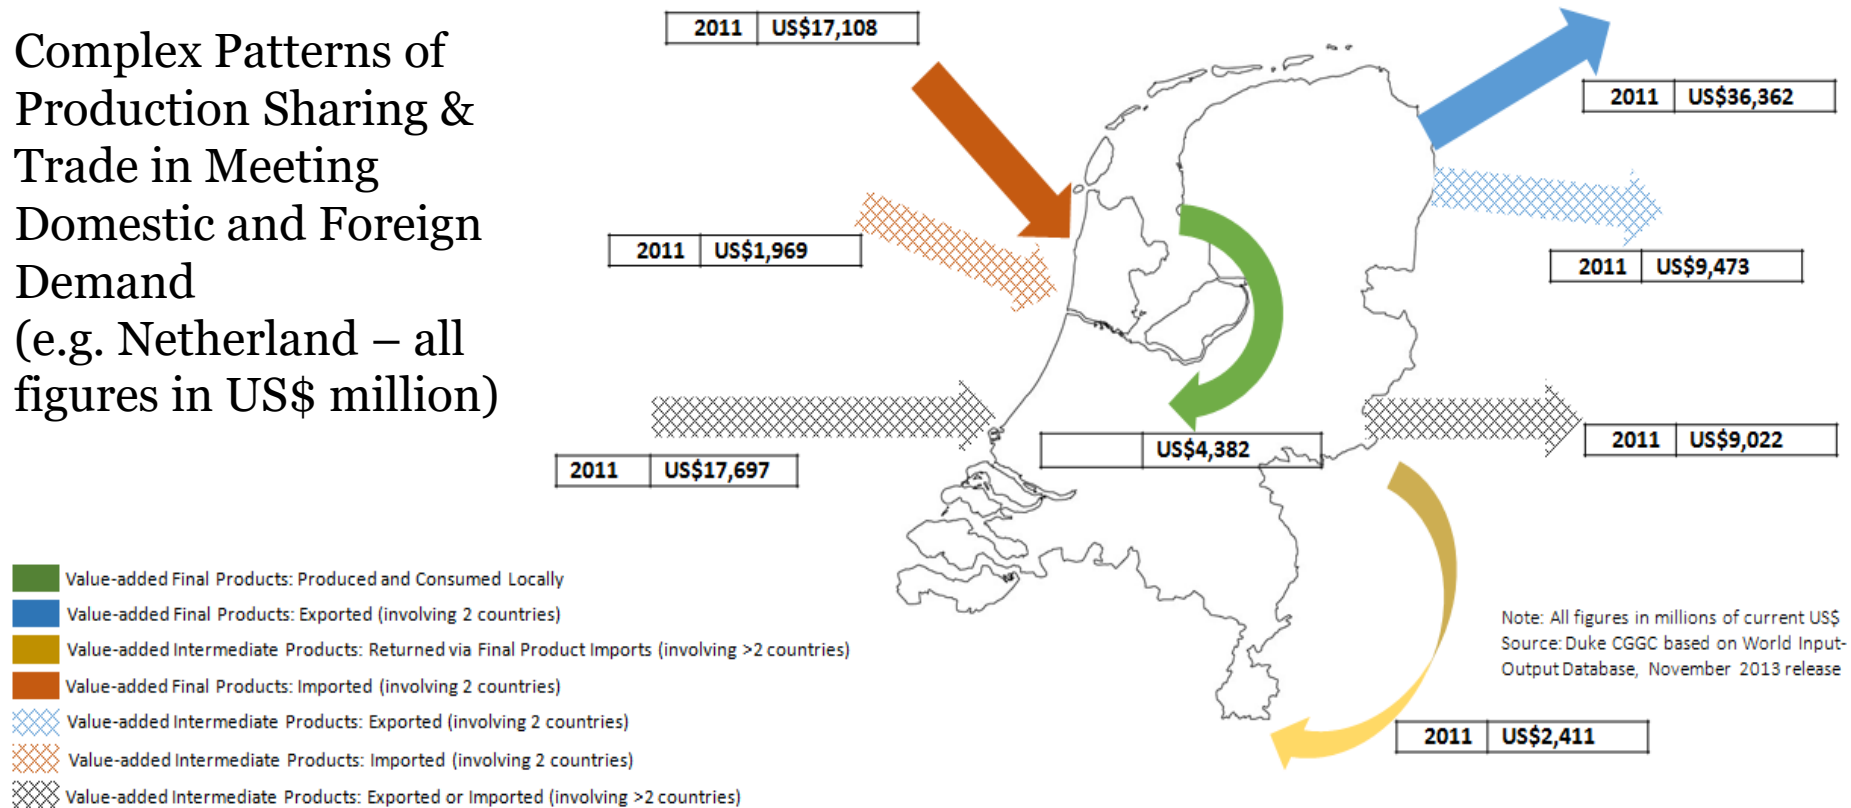 Complex Patterns of
Production Sharing &
Trade in Meeting
Domestic and Foreign
Demand
(e.g. Netherland – all
figures in US$ million)
2011 US$17,108
2011 US$36,362
2011 US$1,969
2011 US$9,473
2011 US$17,697
US$4,382
2011 US$9,022
2011 US$2,411
Value-added Final Products: Produced and Consumed Locally
Value-added Final Products: Exported (involving 2 countries)
Value-added Intermediate Products: Returned via Final Product Imports (involving >2 countries)
Value-added Final Products: Imported (involving 2 countries)
Value-added Intermediate Products: Exported (involving 2 countries)
Value-added Intermediate Products: Imported (involving 2 countries)
Value-added Intermediate Products: Exported or Imported (involving >2 countries)
Note: All figures in millions of current US$
Source: Duke CGGC based on World Input-
Output Database, November 2013 release